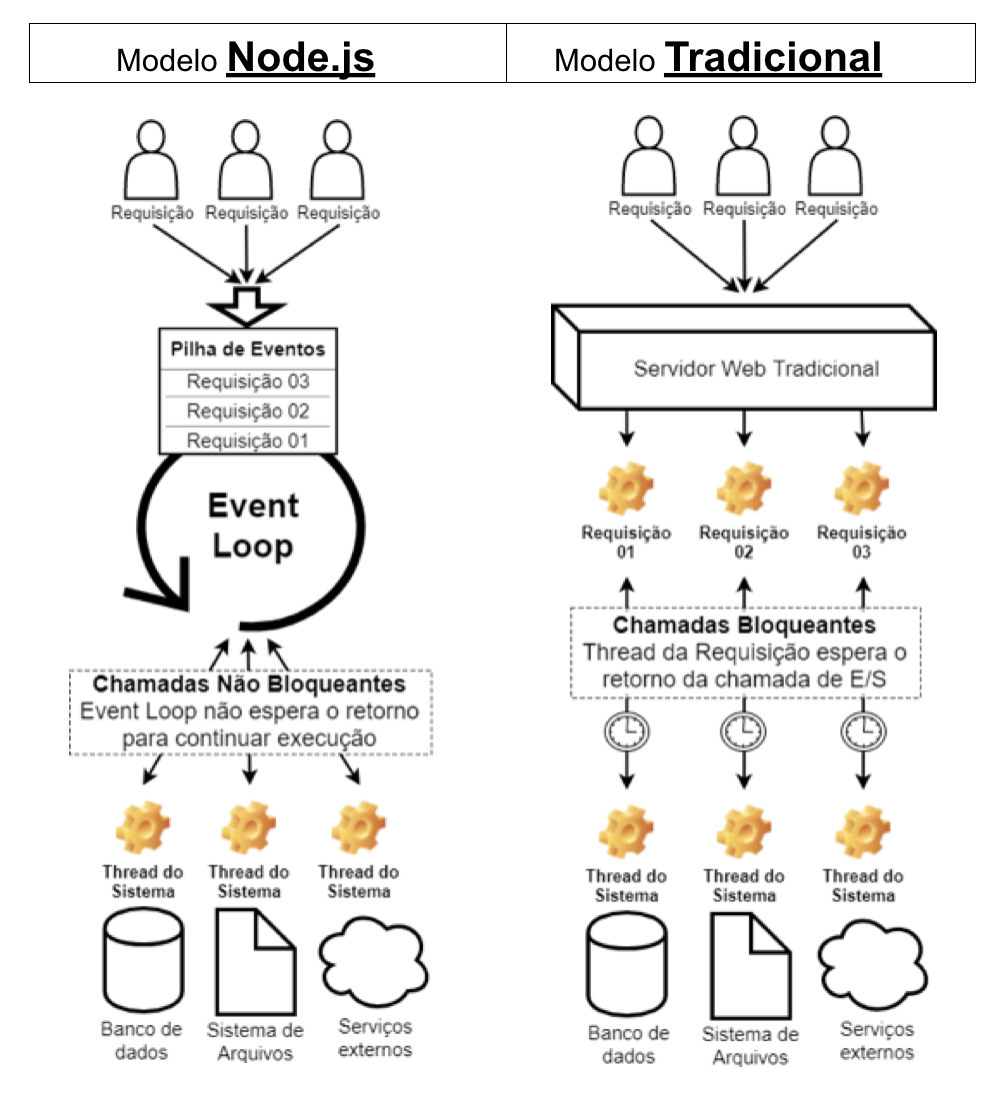 Modelo Node.js
Modelo Tradicional
Requisição
Requisição
Requisição
Pilha de Eventos
Requisição 03
Requisição 02
Requisição 01
Event
Loop
Chamadas Não Bloqueantes
Event Loop não espera o retorno
para continuar execução
Thread do
Sistema
Thread do
Sistema
Thread do
Sistema
Banco de
dados
Sistema de
Arquivos
Serviços
externos
Requisição
Requisição
Requisição
Servidor Web Tradicional
Requisição
01
Requisição
02
Requisição
03
Chamadas Bloqueantes
Thread da Requisição espera o
retorno da chamada de E/S
Thread do
Sistema
Thread do
Sistema
Thread do
Sistema
Banco de
dados
Sistema de
Arquivos
Serviços
externos